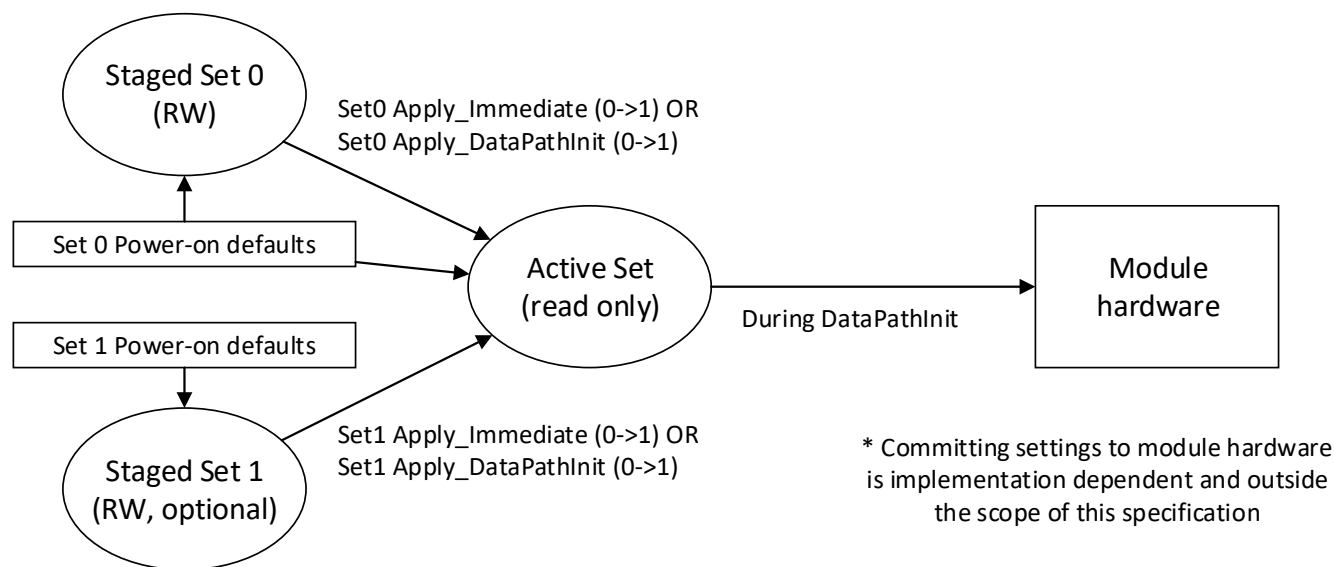 Staged Set 0
(RW)
Set0 Apply_Immediate (0->1) OR
Set0 Apply_DataPathInit (0->1)
Set 0 Power-on defaults
Active Set
(read only)
During DataPathInit
Module
hardware
Set 1 Power-on defaults
Set1 Apply_Immediate (0->1) OR
Set1 Apply_DataPathInit (0->1)
Staged Set 1
(RW, optional)
* Committing settings to module hardware
is implementation dependent and outside
the scope of this specification